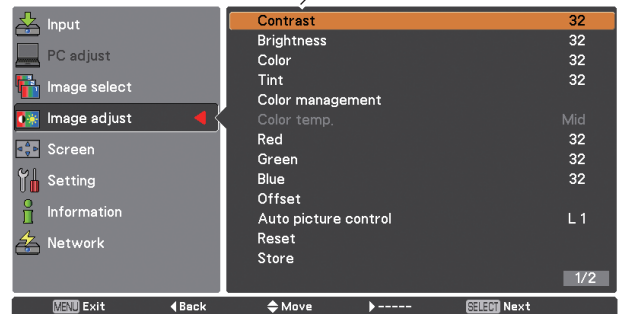 Input
PC adjust
Image select
Image adjust
Screen
Setting
Information
Network
Contrast 32
Brightness 32
Color 32
Tint 32
Color management
Color temp. Mid
Red 32
Green 32
Blue 32
Offset
Auto picture control L 1
Reset
Store
1/2
MENU Exit ◀Back Move ▶----- SELECT Next